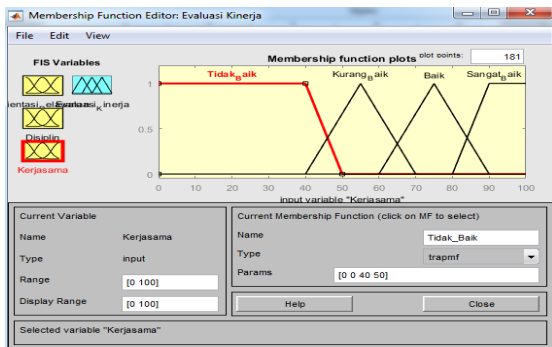 Membership Function Editor: Evaluasi Kinerja
File Edit View
FIS Variables
Kinerja
Disiplin
Kerjasama
Membership function plots
plot points:
181
Tidak_Baik
Kurang_Baik
Baik
Sangat_Baik
1
0.5
0
0 10 20 30 40 50 60 70 80 90 100
input variable "Kerjasama"
Current Variable
Name Kerjasama
Type input
Range [0 100]
Display Range [0 100]
Current Membership Function (click on MF to select)
Name Tidak_Baik
Type trapmf
Params [0 0 40 50]
Help Close
Selected variable "Kerjasama"